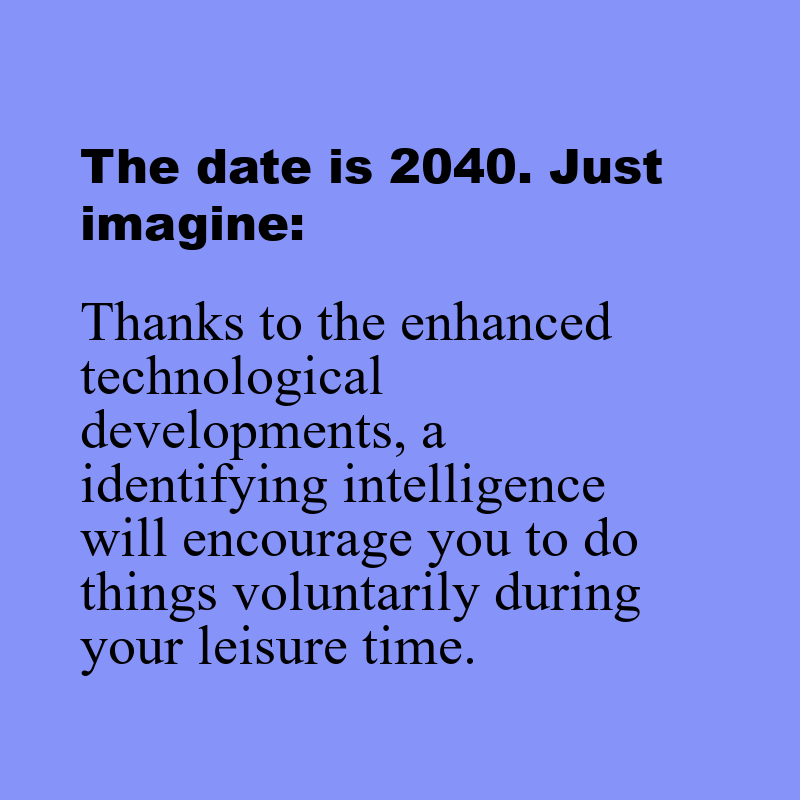 The date is 2040. Just
imagine:
Thanks to the enhanced
technological
developments, a
identifying intelligence
will encourage you to do
things voluntarily during
your leisure time.